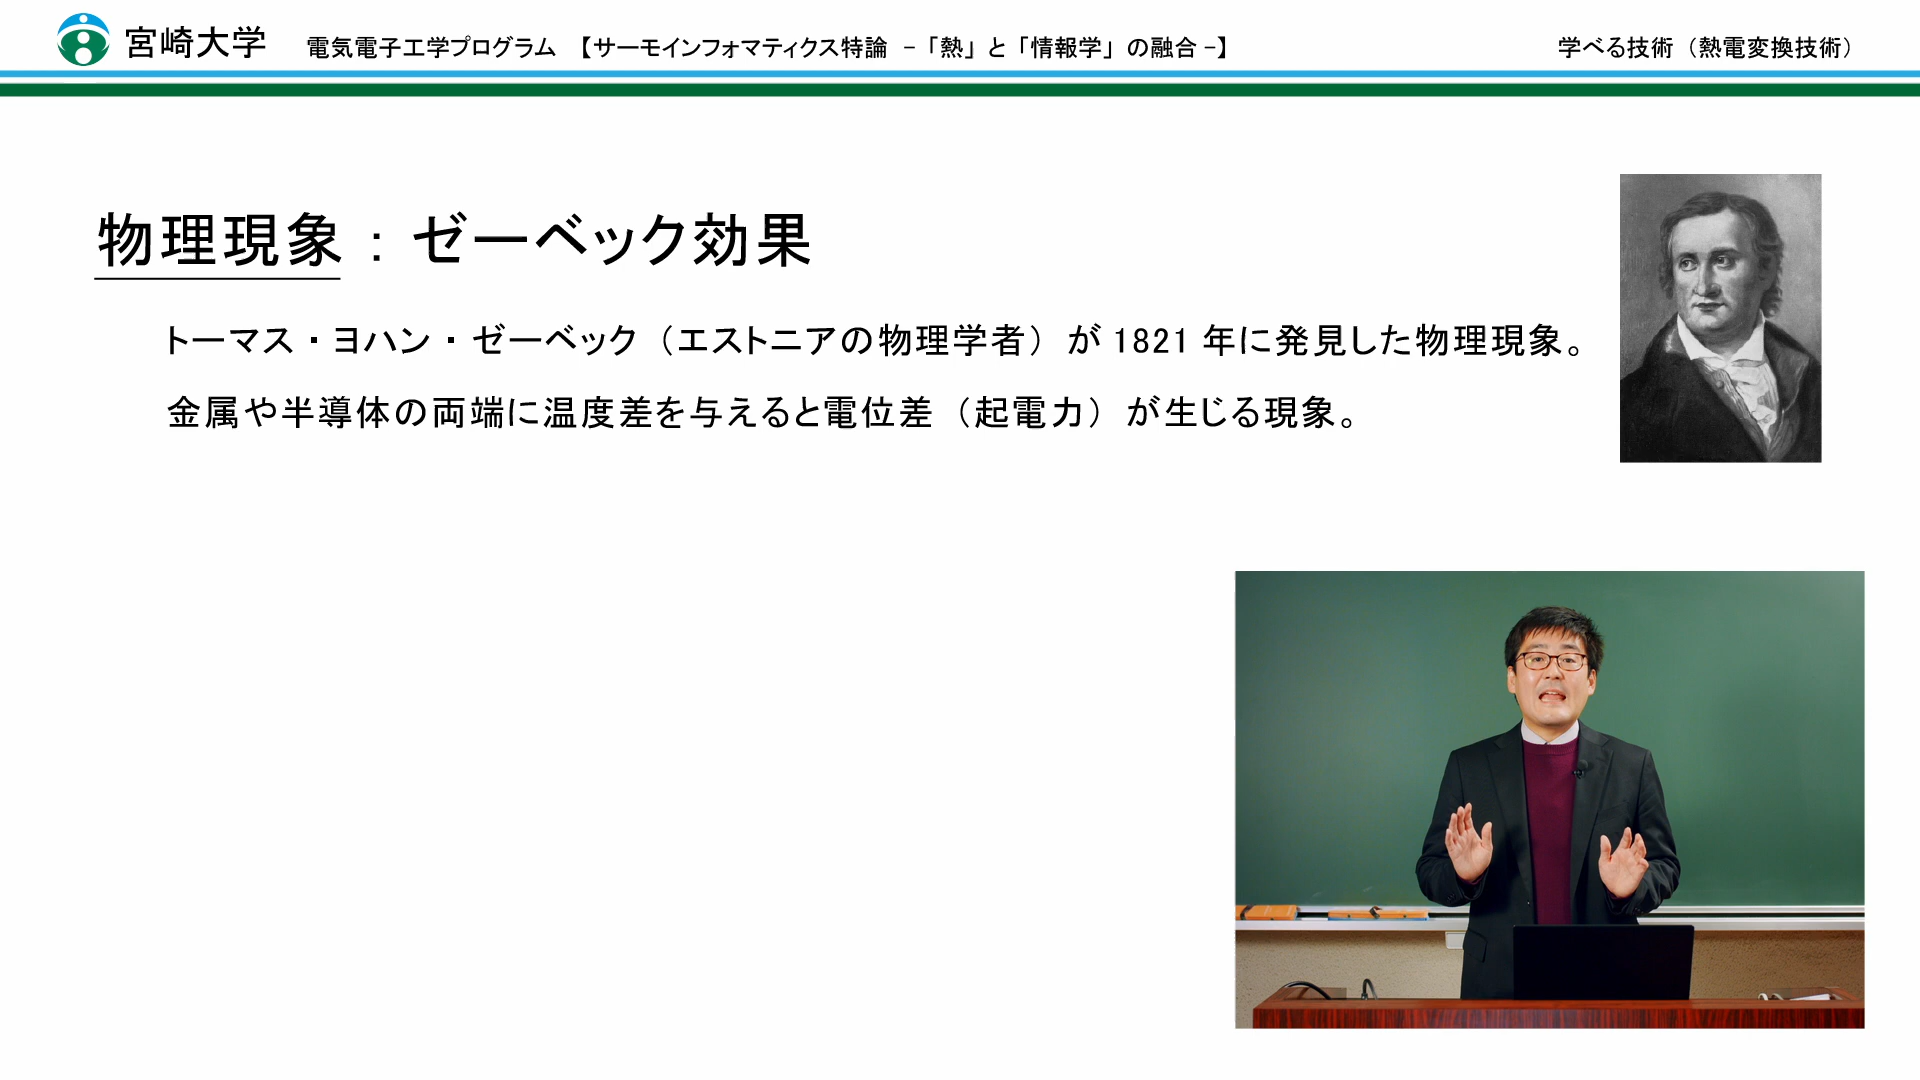 宮崎大学 電気電子工学プログラム 【サーモインフォマティクス特論 -「熱」と「情報学」の融合-】 学べる技術（熱電変換技術）
物理現象：ゼーベック効果
トーマス・ヨハン・ゼーベック（エストニアの物理学者）が1821年に発見した物理現象。
金属や半導体の両端に温度差を与えると電位差（起電力）が生じる現象。